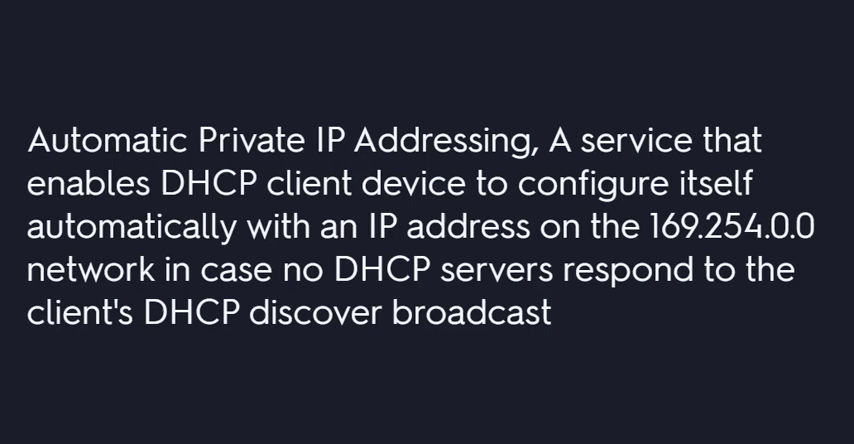 Automatic Private IP Addressing, A service that
enables DHCP client device to configure itself
automatically with an IP address on the 169.254.0.0
network in case no DHCP servers respond to the
client's DHCP discover broadcast